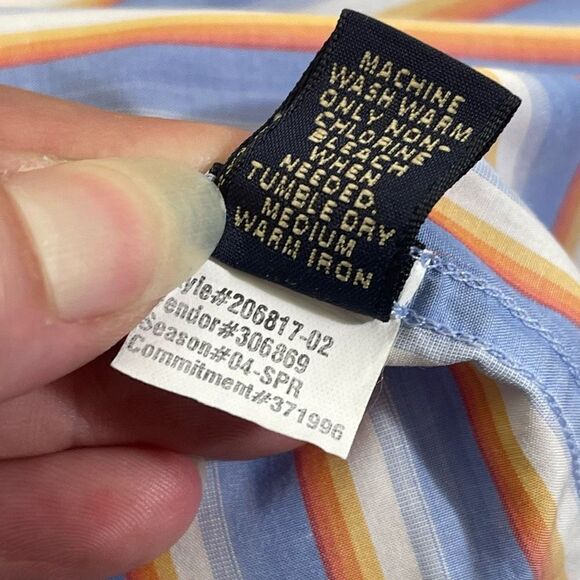 MACHINE
WASH WARM
ONLY NON-
CHLORINE
BLEACH
WHEN
NEEDED.
TUMBLE DRY
MEDIUM
WARM IRON
yle#206817-02
endor#306869
Season#04-SPR
Commitment#371996